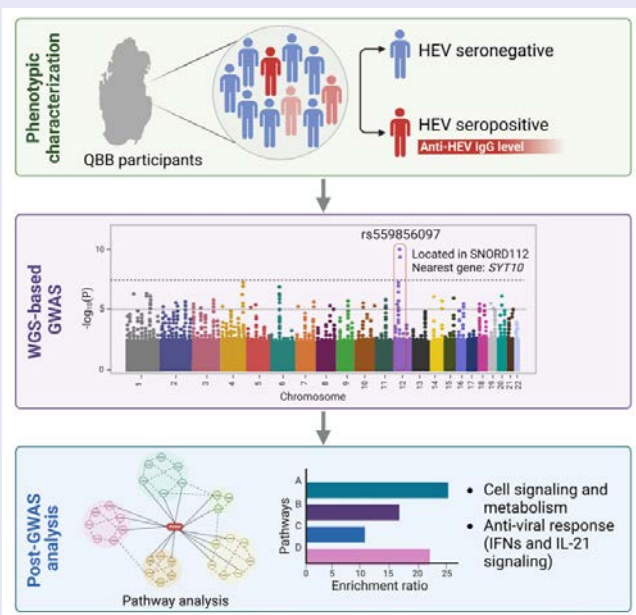 Phenotypic
characterization
QBB participants
HEV seronegative
HEV seropositive
Anti-HEV IgG level
WGS-based
GWAS
rs559856097
Located in SNORD112
Nearest gene: SYT10
-log₁₀(P)
10
5
0
1
2
3
4
5
6
7
8
9
10
11
12
13
14
15
16
17
18
19
20
21
22
Chromosome
Post-GWAS
analysis
Pathway analysis
Pathways
A
B
C
D
0 5 10 15 20 25
Enrichment ratio
• Cell signaling and
metabolism
• Anti-viral response
(IFNs and IL-21
signaling)